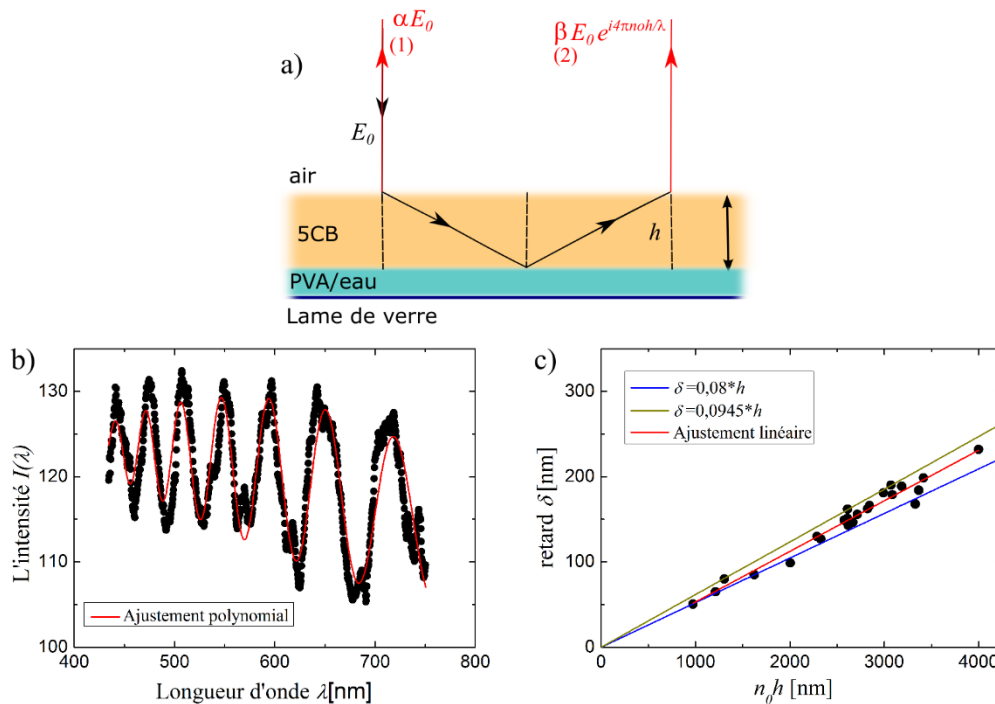 a)
αE₀
(1)
βE₀ e^{i4πnoh/λ}
(2)
E₀
air
5CB
h
PVA/eau
Lame de verre
b)
L'intensité I(λ)
130
120
110
100
Ajustement polynomial
400 500 600 700 800
Longueur d'onde λ[nm]
c)
retard δ [nm]
300
200
100
0
δ=0,08*h
δ=0,0945*h
Ajustement linéaire
0 1000 2000 3000 4000
n₀h [nm]